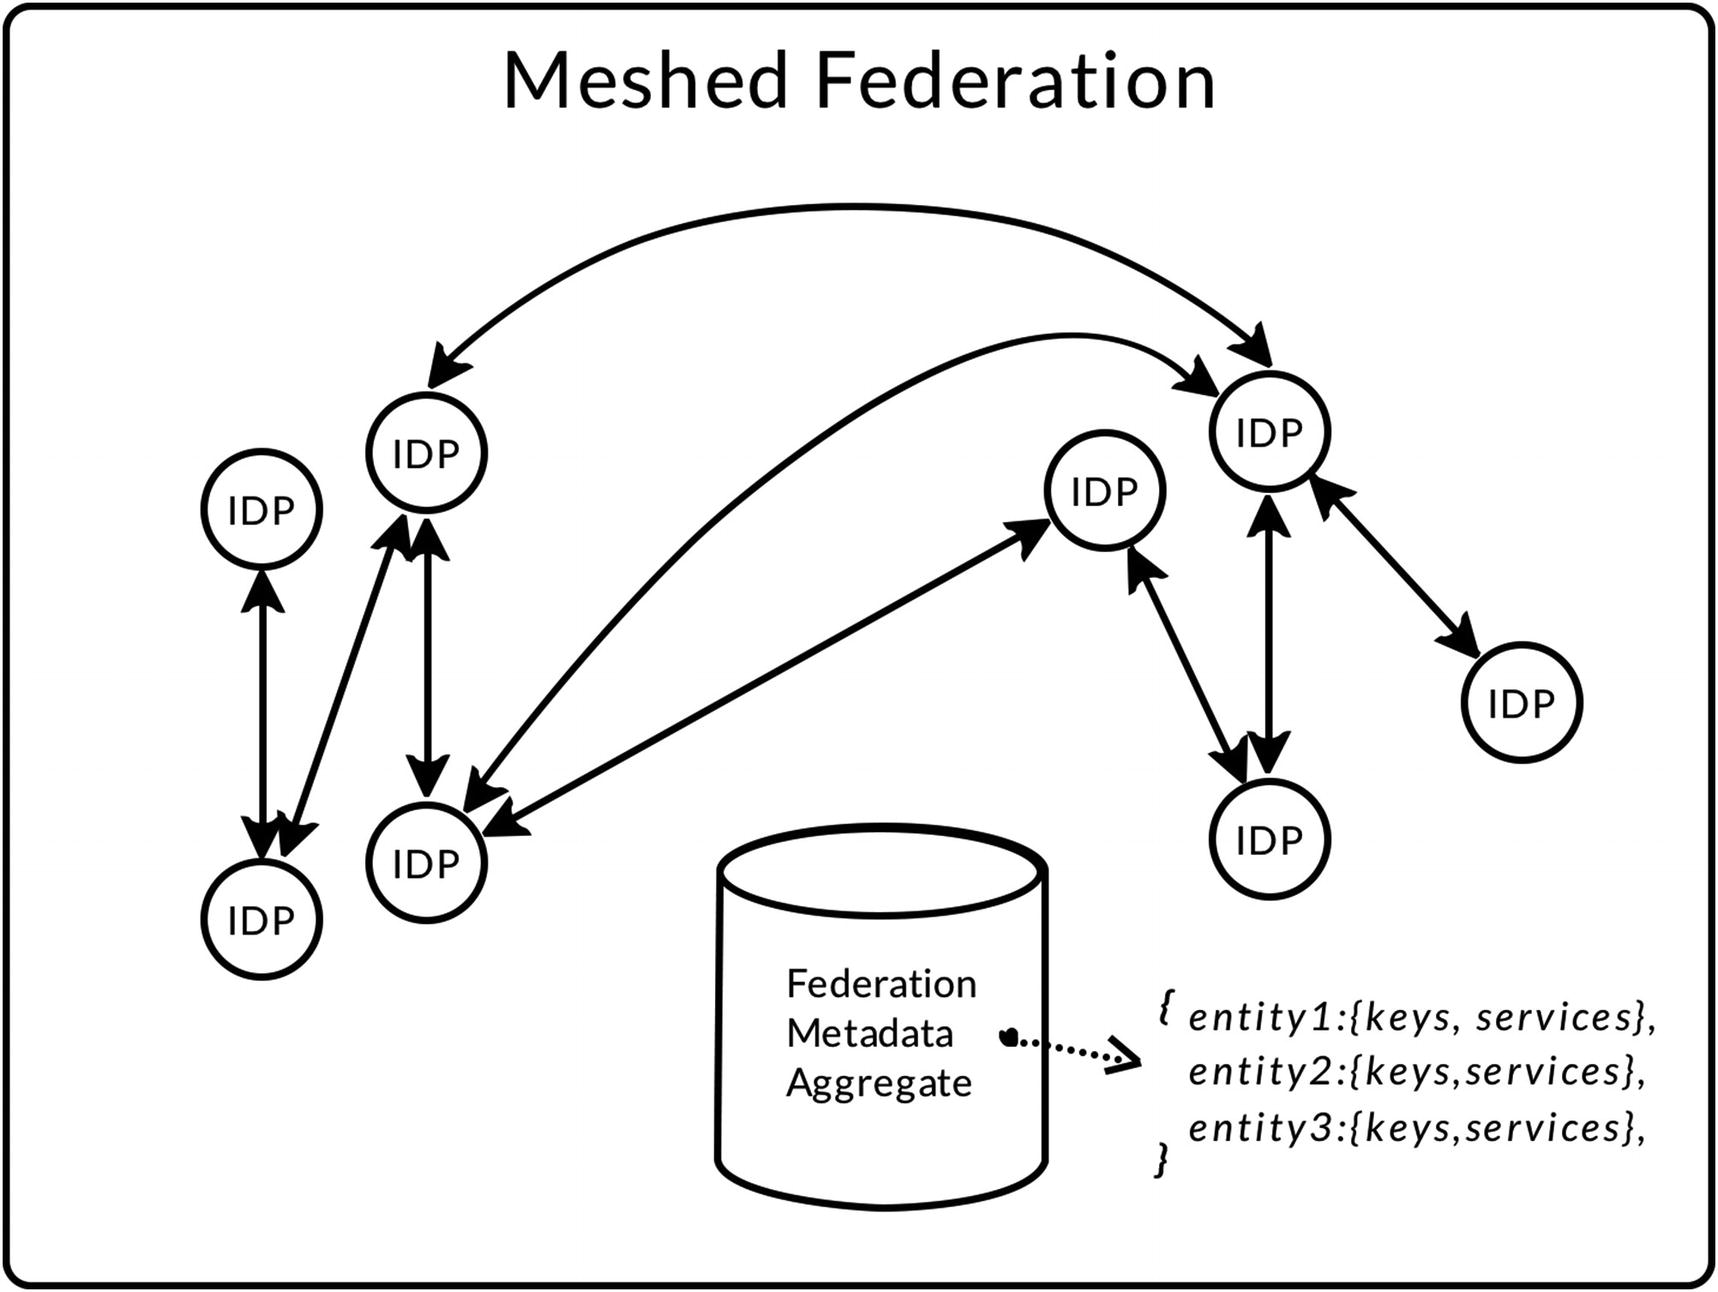 Meshed Federation
IDP
IDP
IDP
IDP
IDP
IDP
IDP
IDP
Federation
Metadata
Aggregate
{ entity1:{keys, services},
entity2:{keys,services},
entity3:{keys,services},
}